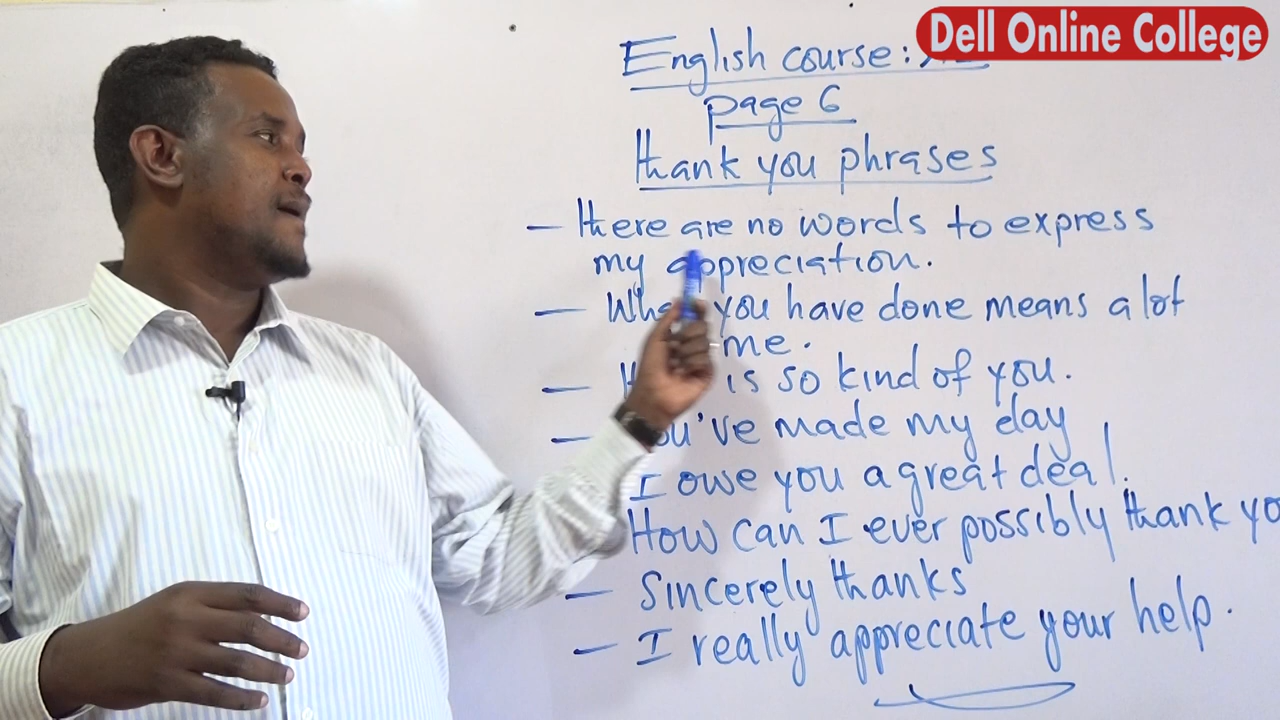 Dell Online College
English course:
page 6
thank you phrases
– there are no words to express
my appreciation.
– you have done means a lot
me.
– is so kind of you.
– You've made my day
I owe you a great deal.
How can I ever possibly thank
– Sincerely thanks
– I really appreciate your help.